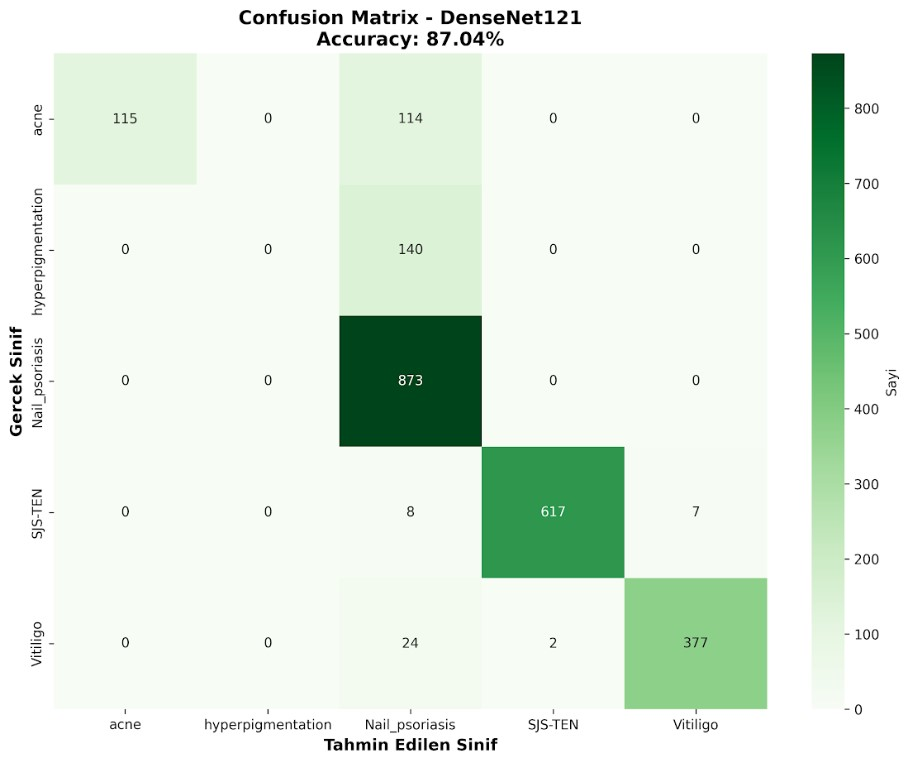 Confusion Matrix - DenseNet121
Accuracy: 87.04%
Gercek Sinif
acne
115 0 114 0 0
hyperpigmentation
0 0 140 0 0
Nail_psoriasis
0 0 873 0 0
SJS-TEN
0 0 8 617 7
Vitiligo
0 0 24 2 377
acne hyperpigmentation Nail_psoriasis SJS-TEN Vitiligo
Tahmin Edilen Sinif
800
700
600
500
400
300
200
100
0
Sayi